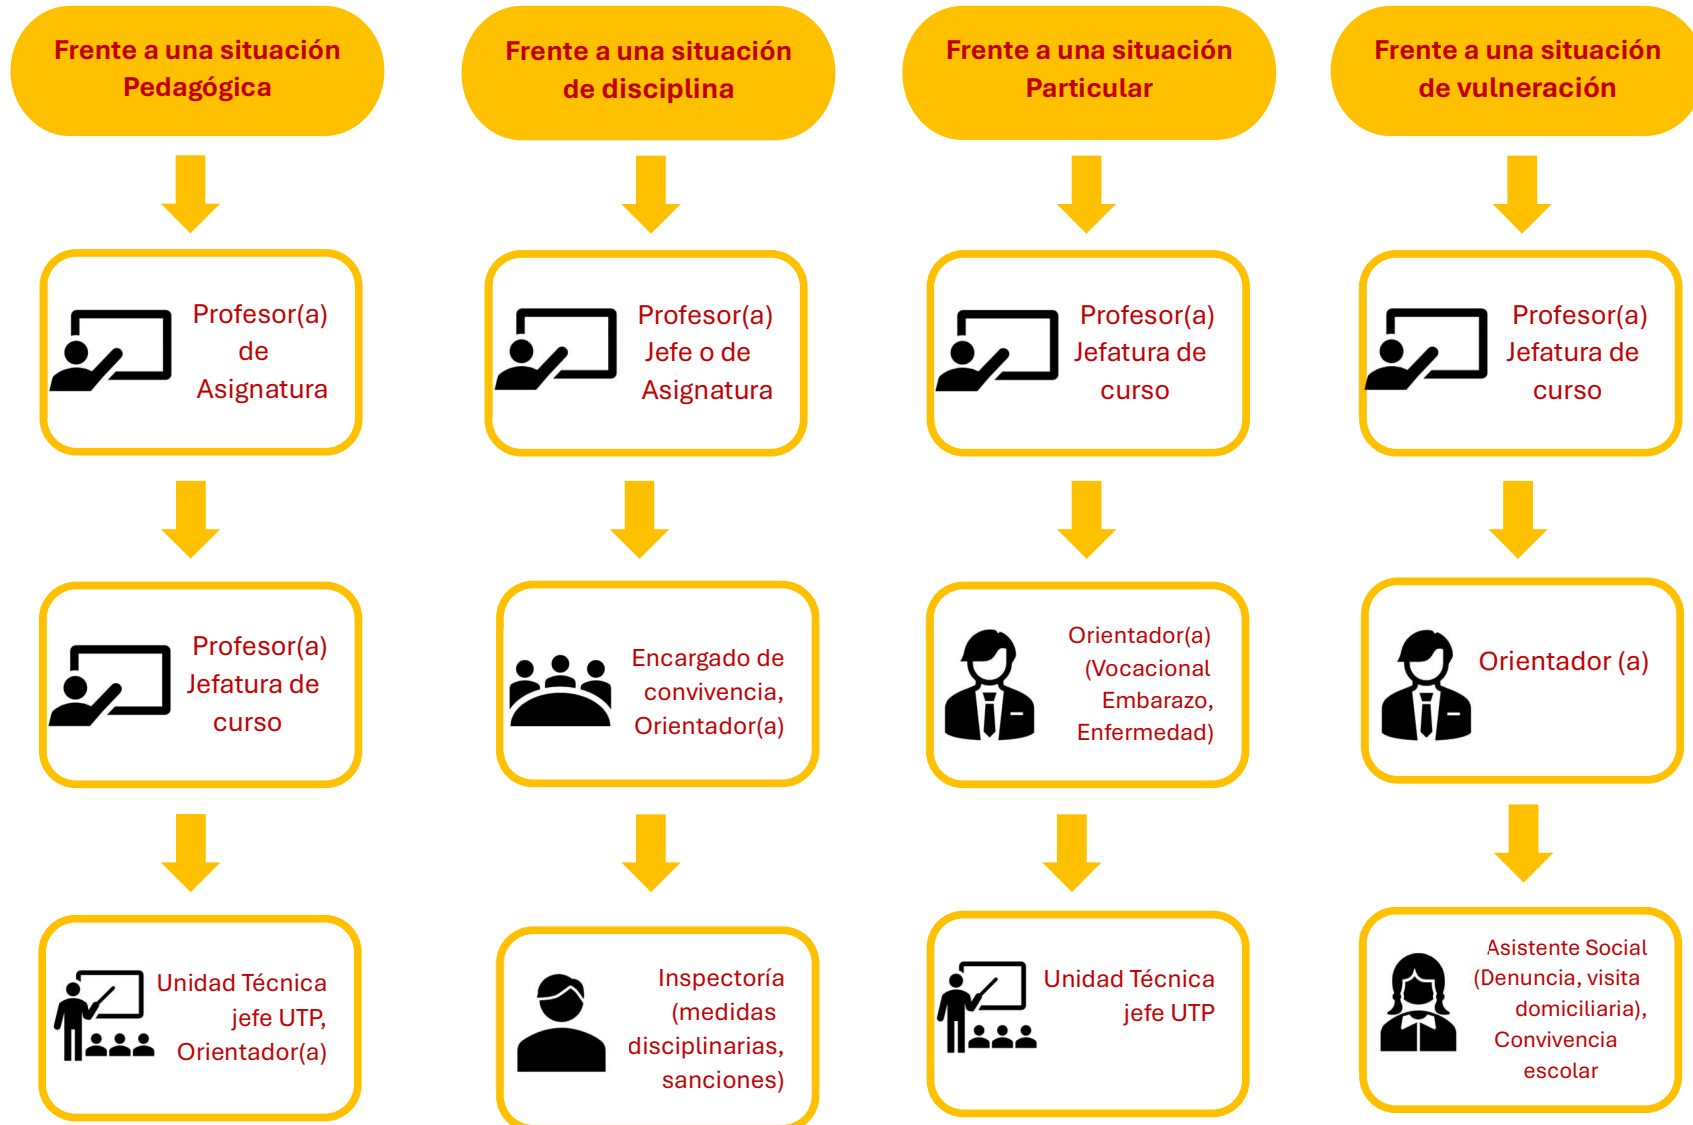 Frente a una situación
Pedagógica
Frente a una situación
de disciplina
Frente a una situación
Particular
Frente a una situación
de vulneración
Profesor(a)
de
Asignatura
Profesor(a)
Jefe o de
Asignatura
Profesor(a)
Jefatura de
curso
Profesor(a)
Jefatura de
curso
Profesor(a)
Jefatura de
curso
Encargado de
convivencia,
Orientador(a)
Orientador(a)
(Vocacional
Embarazo,
Enfermedad)
Orientador (a)
Unidad Técnica
jefe UTP,
Orientador(a)
Inspectoría
(medidas
disciplinarias,
sanciones)
Unidad Técnica
jefe UTP
Asistente Social
(Denuncia, visita
domiciliaria),
Convivencia
escolar